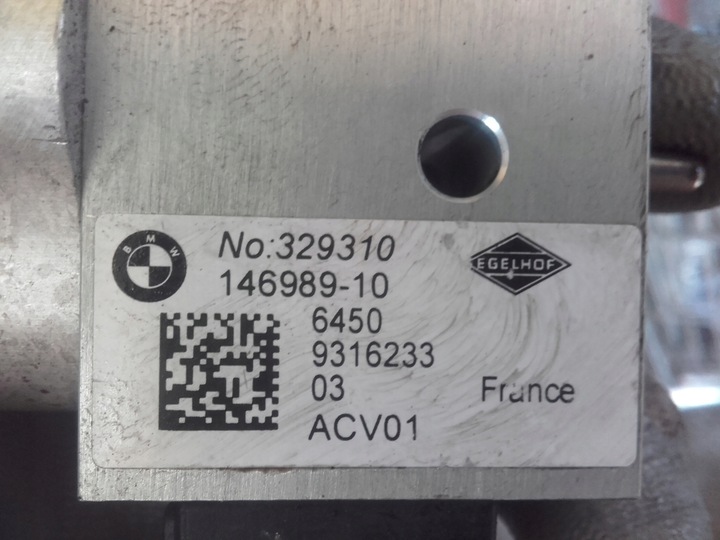 BMW
No:329310
EGELHOF
146989-10
6450
9316233
03
France
ACV01